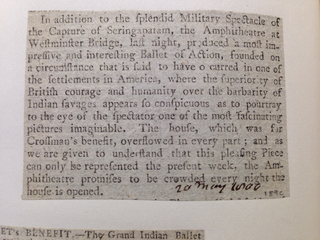 In addition to the splendid Military Spectacle of
the Capture of Seringapatam, the Amphitheatre at
Westminster Bridge, last night, produced a most im-
pressive and interesting Ballet of Action, founded on
a circumstance that is said to have occurred in one of
the settlements in America, where the superiority of
British courage and humanity over the barbarity of
Indian savages appears so conspicuous as to pourtray
to the eye of the spectator one of the most fascinating
pictures imaginable. The house, which was for
Crossman's benefit, overflowed in every part; and as
we are given to understand that this pleasing Piece
can only be represented the present week, the Am-
phitheatre promises to be crowded every night the
house is opened.
20 May 1800
ET's BENEFIT.—The Grand Indian Ballet